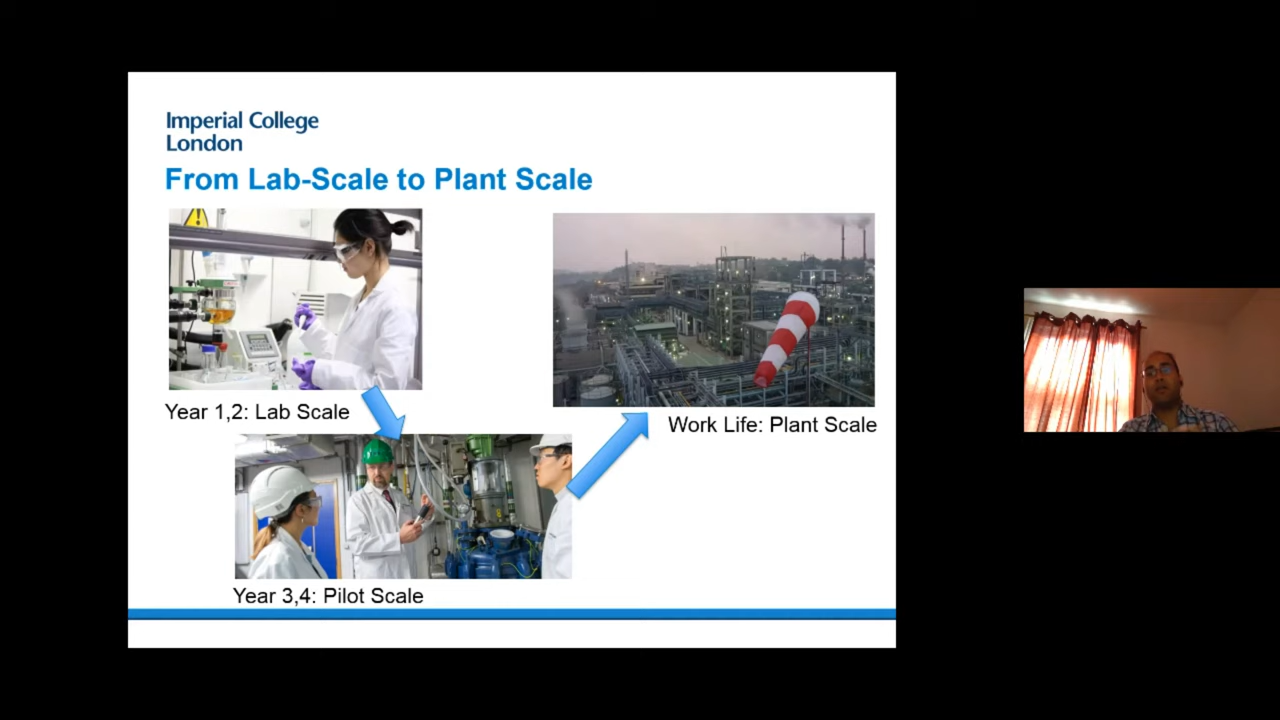 Imperial College
London
From Lab-Scale to Plant Scale
Year 1,2: Lab Scale
Work Life: Plant Scale
Year 3,4: Pilot Scale